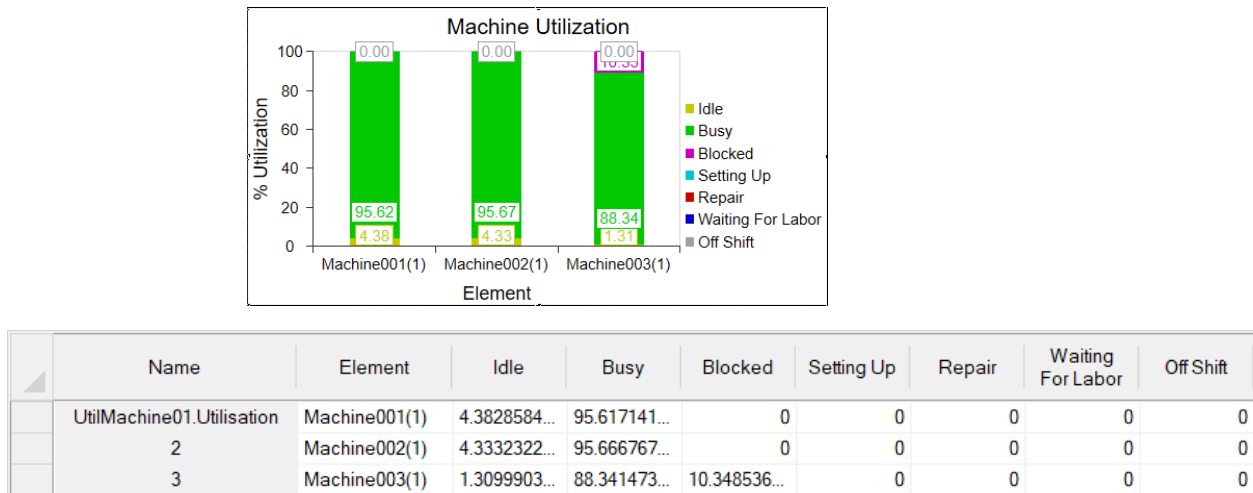 Machine Utilization
100 0.00 0.00 0.00
10.35
80
60
40
20 95.62 95.67 88.34
0 4.38 4.33 1.31
% Utilization
Machine001(1) Machine002(1) Machine003(1)
Element
Idle
Busy
Blocked
Setting Up
Repair
Waiting For Labor
Off Shift
Name Element Idle Busy Blocked Setting Up Repair Waiting For Labor Off Shift
UtilMachine01.Utilisation Machine001(1) 4.3828584... 95.617141... 0 0 0 0 0
2 Machine002(1) 4.3332322... 95.666767... 0 0 0 0 0
3 Machine003(1) 1.3099903... 88.341473... 10.348536... 0 0 0 0